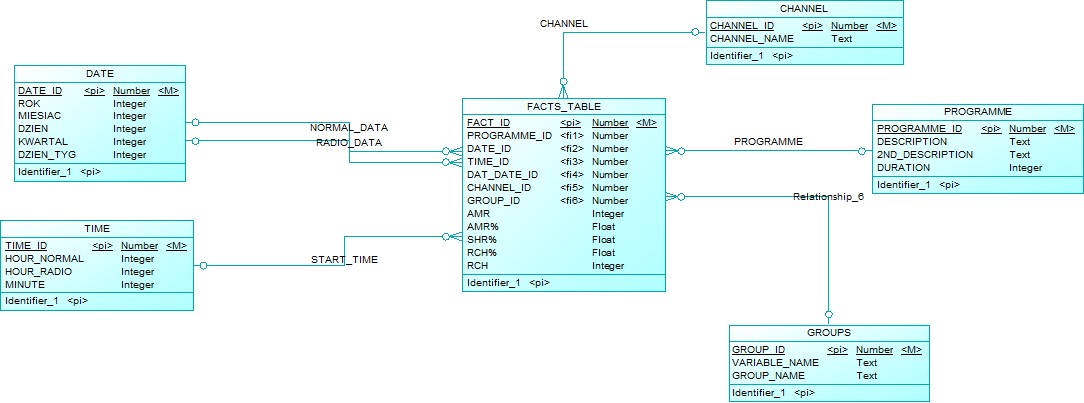 CHANNEL
CHANNEL_ID <pi> Number <M>
CHANNEL_NAME Text
Identifier_1 <pi>
CHANNEL
DATE
DATE_ID <pi> Number <M>
ROK Integer
MIESIAC Integer
DZIEN Integer
KWARTAL Integer
DZIEN_TYG Integer
Identifier_1 <pi>
NORMAL_DATA
RADIO_DATA
FACTS_TABLE
FACT_ID <pi> Number <M>
PROGRAMME_ID <fi1> Number
DATE_ID <fi2> Number
TIME_ID <fi3> Number
DAT_DATE_ID <fi4> Number
CHANNEL_ID <fi5> Number
GROUP_ID <fi6> Number
AMR Integer
AMR% Float
SHR% Float
RCH% Float
RCH Integer
Identifier_1 <pi>
PROGRAMME
PROGRAMME
PROGRAMME_ID <pi> Number <M>
DESCRIPTION Text
2ND_DESCRIPTION Text
DURATION Integer
Identifier_1 <pi>
Relationship_6
TIME
TIME_ID <pi> Number <M>
HOUR_NORMAL Integer
HOUR_RADIO Integer
MINUTE Integer
Identifier_1 <pi>
START_TIME
GROUPS
GROUP_ID <pi> Number <M>
VARIABLE_NAME Text
GROUP_NAME Text
Identifier_1 <pi>